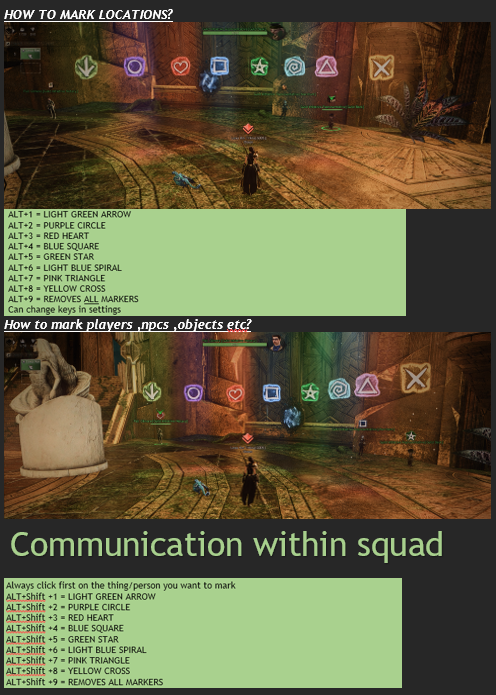 HOW TO MARK LOCATIONS?
ALT+1 = LIGHT GREEN ARROW
ALT+2 = PURPLE CIRCLE
ALT+3 = RED HEART
ALT+4 = BLUE SQUARE
ALT+5 = GREEN STAR
ALT+6 = LIGHT BLUE SPIRAL
ALT+7 = PINK TRIANGLE
ALT+8 = YELLOW CROSS
ALT+9 = REMOVES ALL MARKERS
Can change keys in settings
How to mark players ,npcs ,objects etc?
Communication within squad
Always click first on the thing/person you want to mark
ALT+Shift +1 = LIGHT GREEN ARROW
ALT+Shift +2 = PURPLE CIRCLE
ALT+Shift +3 = RED HEART
ALT+Shift +4 = BLUE SQUARE
ALT+Shift +5 = GREEN STAR
ALT+Shift +6 = LIGHT BLUE SPIRAL
ALT+Shift +7 = PINK TRIANGLE
ALT+Shift +8 = YELLOW CROSS
ALT+Shift +9 = REMOVES ALL MARKERS